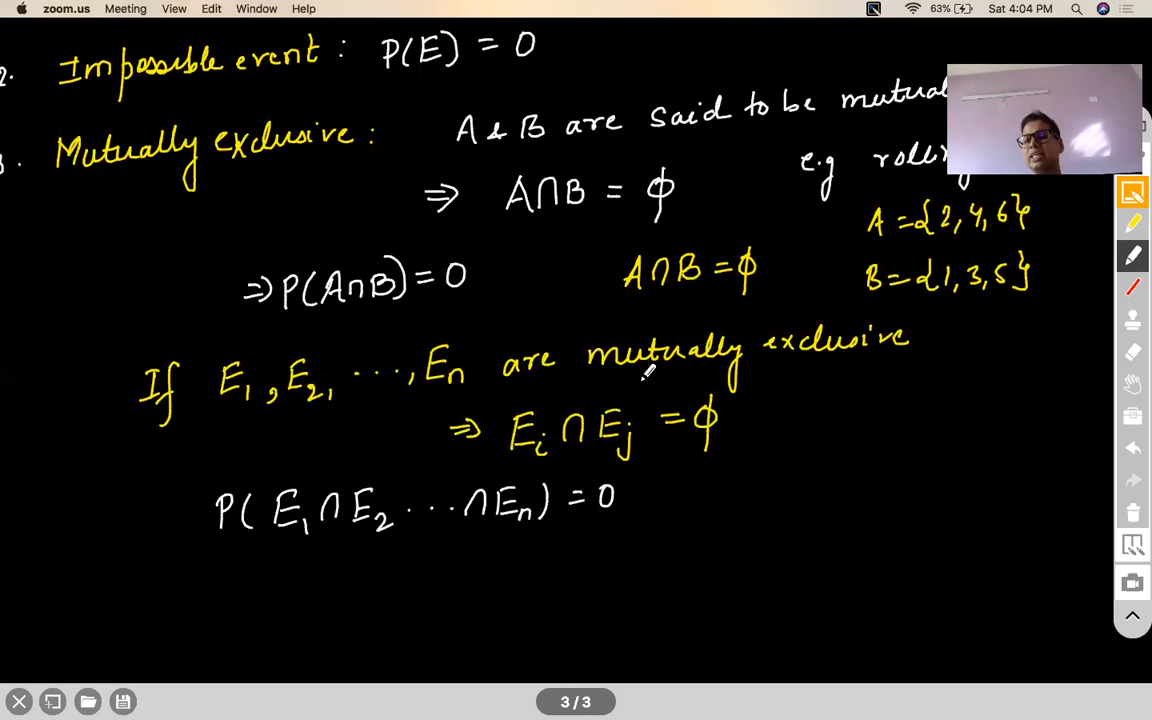 zoom.us Meeting View Edit Window Help 63% Sat 4:04 PM
2. Impossible event : P(E) = 0
3. Mutually exclusive : A & B are said to be
⇒ A∩B = ϕ e.g
A = {2, 4, 6}
⇒ P(A∩B) = 0 A∩B = ϕ B = {1, 3, 5}
If E₁, E₂, ..., Eₙ are mutually exclusive
⇒ Eᵢ ∩ Eⱼ = ϕ
P( E₁ ∩ E₂ ... ∩ Eₙ) = 0
3 / 3